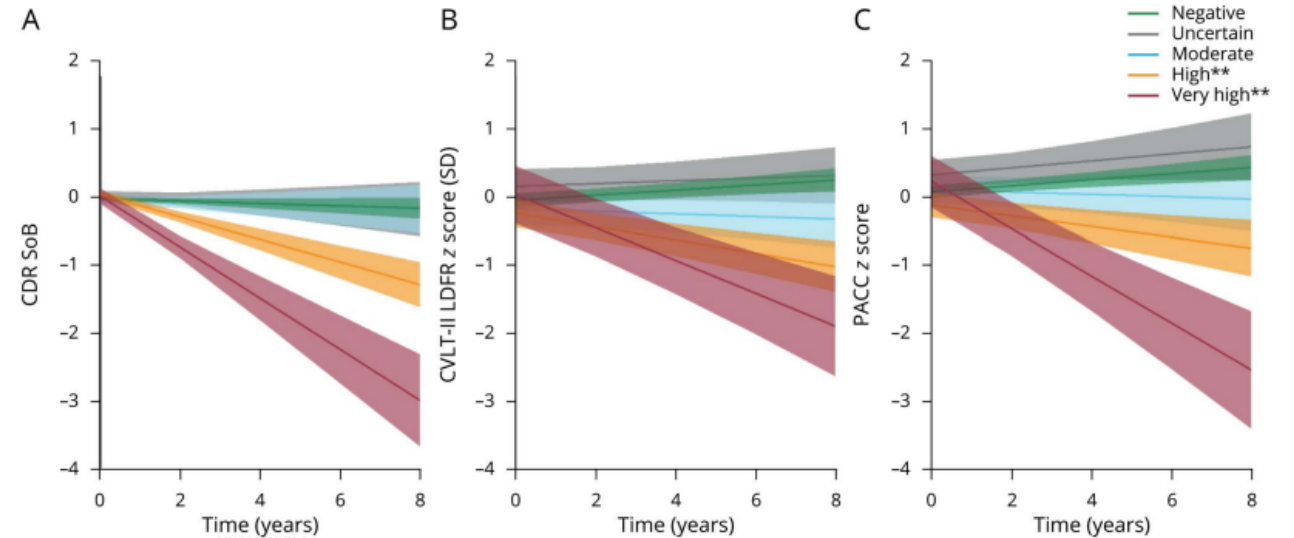 A
B
C
Negative
Uncertain
Moderate
High**
Very high**
CDR SoB
2
1
0
–1
–2
–3
–4
0 2 4 6 8
Time (years)
CVLT-II LDFR z score (SD)
2
1
0
–1
–2
–3
–4
0 2 4 6 8
Time (years)
PACC z score
2
1
0
–1
–2
–3
–4
0 2 4 6 8
Time (years)